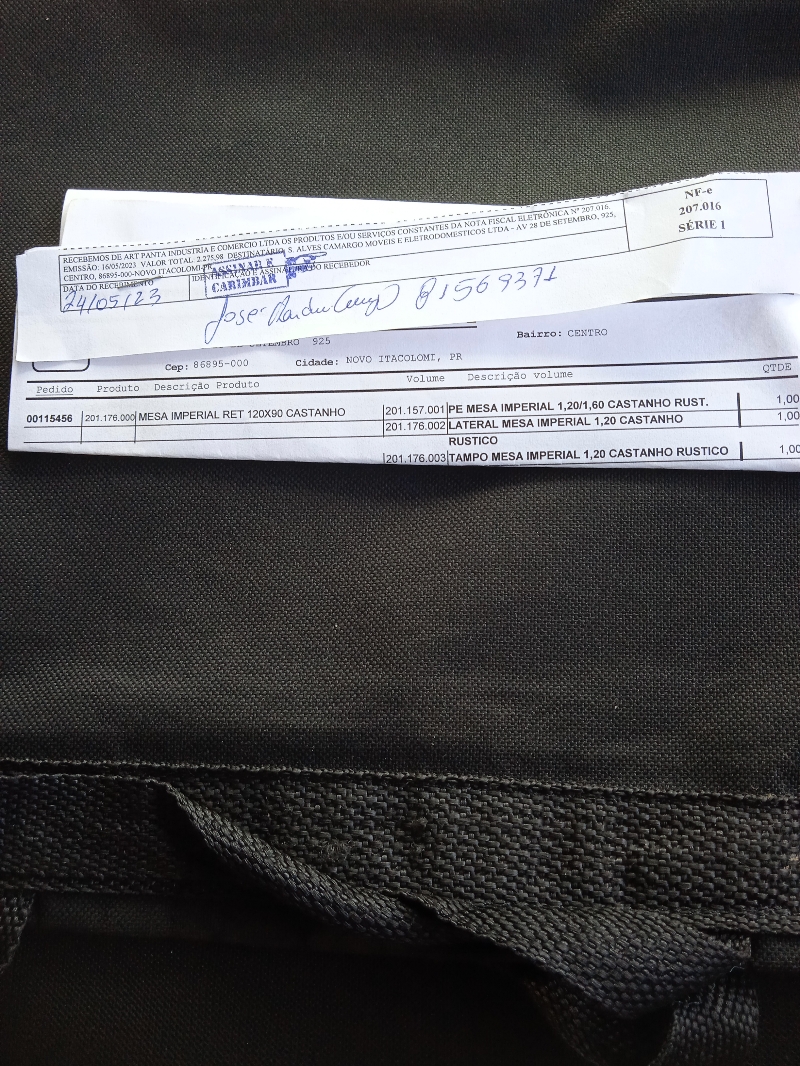 RECEBEMOS DE ART PANTA INDUSTRIA E COMERCIO LTDA OS PRODUTOS E/OU SERVIÇOS CONSTANTES DA NOTA FISCAL ELETRÔNICA Nº 207.016.
EMISSÃO: 16/05/2023 VALOR TOTAL: 2.275,98 DESTINATÁRIO: S. ALVES CAMARGO MOVEIS E ELETRODOMESTICOS LTDA - AV 28 DE SETEMBRO, 925,
CENTRO, 86895-000-NOVO ITACOLOMI-PR
NF-e
207.016
SÉRIE 1
DATA DO RECEBIMENTO
IDENTIFICAÇÃO E ASSINATURA DO RECEBEDOR
ASSINAR E
CARIMBAR
24/05/23
José 81569371
SETEMBRO 925
Bairro: CENTRO
Cep: 86895-000 Cidade: NOVO ITACOLOMI, PR
Pedido Produto Descrição Produto Volume Descrição volume QTDE
00115456 201.176.000 MESA IMPERIAL RET 120X90 CASTANHO 201.157.001 PE MESA IMPERIAL 1,20/1,60 CASTANHO RUST. 1,00
201.176.002 LATERAL MESA IMPERIAL 1,20 CASTANHO 1,00
RUSTICO
201.176.003 TAMPO MESA IMPERIAL 1,20 CASTANHO RUSTICO 1,00